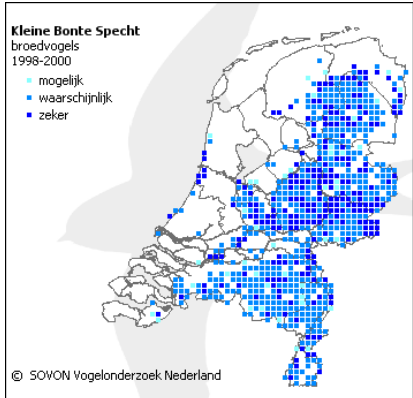 Kleine Bonte Specht
broedvogels
1998-2000
mogelijk
waarschijnlijk
zeker
© SOVON Vogelonderzoek Nederland